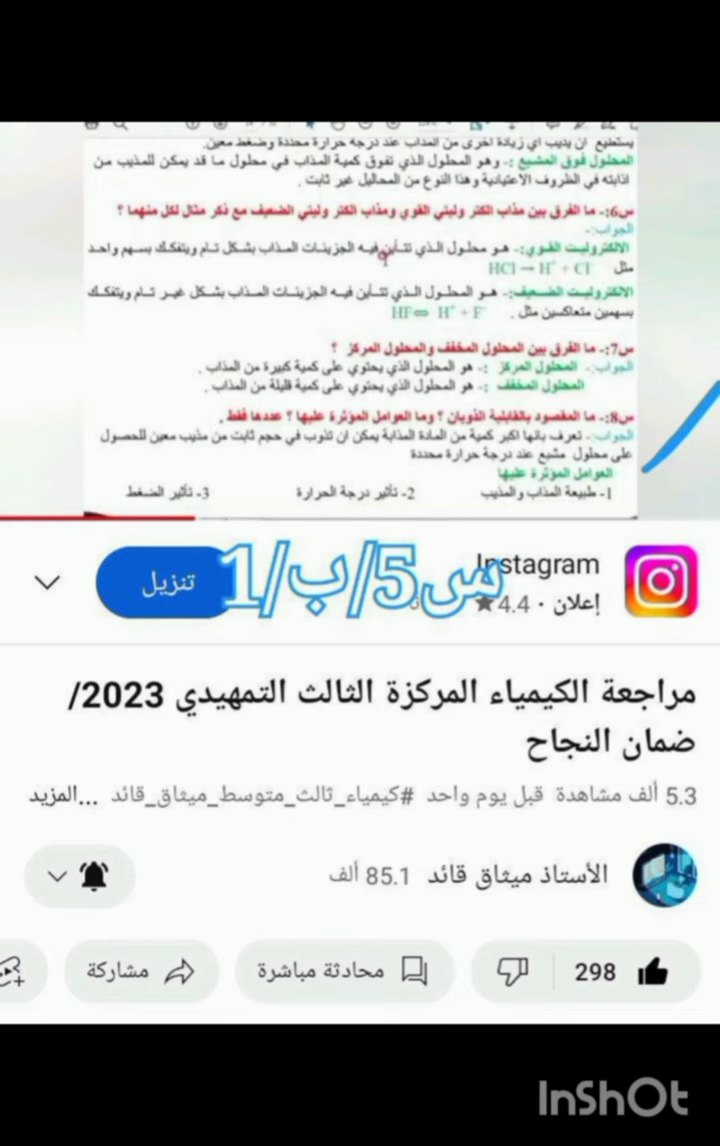 يستطيع ان يذيب اي زيادة اخرى من المذاب عند درجة حرارة محددة وضغط معين.
المحلول فوق المشبع :- وهو المحلول الذي تفوق كمية المذاب في محلول ما قد يمكن للمذيب من
اذابته في الظروف الاعتيادية وهذا النوع من المحاليل غير ثابت .
س6:- ما الفرق بين مذاب الكتر وليتي القوي ومذاب الكتر وليتي الضعيف مع ذكر مثال لكل منهما ؟
الجواب:-
الالكتروليت القوي:- هو محلول الذي تتأين فيه الجزيئات المذاب بشكل تام ويتفكك بسهم واحد
مثل HCl → H⁺ + Cl⁻
الالكتروليت الضعيف:- هو المحلول الذي تتأين فيه الجزيئات المذاب بشكل غير تام ويتفكك
بسهمين متعاكسين مثل . HF ⇔ H⁺ + F⁻
س7:- ما الفرق بين المحلول المخفف والمحلول المركز ؟
الجواب:- المحلول المركز :- هو المحلول الذي يحتوي على كمية كبيرة من المذاب .
المحلول المخفف :- هو المحلول الذي يحتوي على كمية قليلة من المذاب .
س8:- ما المقصود بالقابلية الذوبان ؟ وما العوامل المؤثرة عليها ؟ عددها فقط .
الجواب:- تعرف بانها اكبر كمية من المادة المذابة يمكن ان تذوب في حجم ثابت من مذيب معين للحصول
على محلول مشبع عند درجة حرارة محددة
العوامل المؤثرة عليها
1- طبيعة المذاب والمذيب 2- تأثير درجة الحرارة 3- تأثير الضغط
Instagram
إعلان · 4.4★
تنزيل
س5/ب/1
مراجعة الكيمياء المركزة الثالث التمهيدي 2023/
ضمان النجاح
5.3 ألف مشاهدة قبل يوم واحد #كيمياء_ثالث_متوسط_ميثاق_قائد ...المزيد
الأستاذ ميثاق قائد 85.1 ألف
298 محادثة مباشرة مشاركة
InShOt